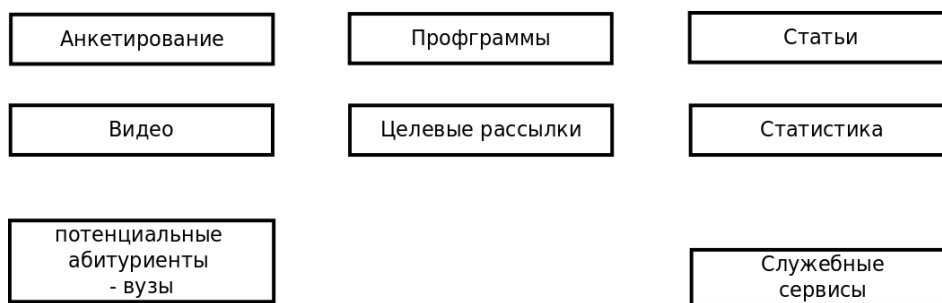 Анкетирование
Профграммы
Статьи
Видео
Целевые рассылки
Статистика
потенциальные
абитуриенты
- вузы
Служебные
сервисы